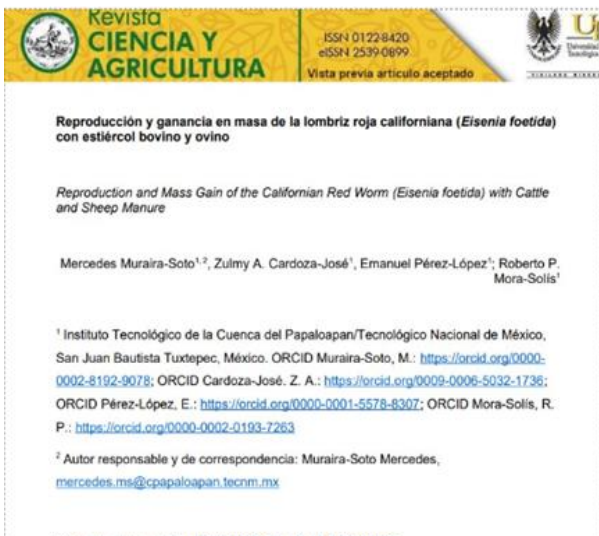 Revista
CIENCIA Y
AGRICULTURA
ISSN 0122-8420
eISSN 2539-0899
Vista previa artículo aceptado
Reproducción y ganancia en masa de la lombriz roja californiana (Eisenia foetida)
con estiércol bovino y ovino
Reproduction and Mass Gain of the Californian Red Worm (Eisenia foetida) with Cattle
and Sheep Manure
Mercedes Muraira-Soto¹,², Zulmy A. Cardoza-José¹, Emanuel Pérez-López¹; Roberto P.
Mora-Solís¹
¹ Instituto Tecnológico de la Cuenca del Papaloapan/Tecnológico Nacional de México,
San Juan Bautista Tuxtepec, México. ORCID Muraira-Soto, M.: https://orcid.org/0000-
0002-8192-9078; ORCID Cardoza-José. Z. A.: https://orcid.org/0009-0006-5032-1736;
ORCID Pérez-López, E.: https://orcid.org/0000-0001-5578-8307; ORCID Mora-Solís, R.
P.: https://orcid.org/0000-0002-0193-7263
² Autor responsable y de correspondencia: Muraira-Soto Mercedes,
mercedes.ms@cpapaloapan.tecnm.mx